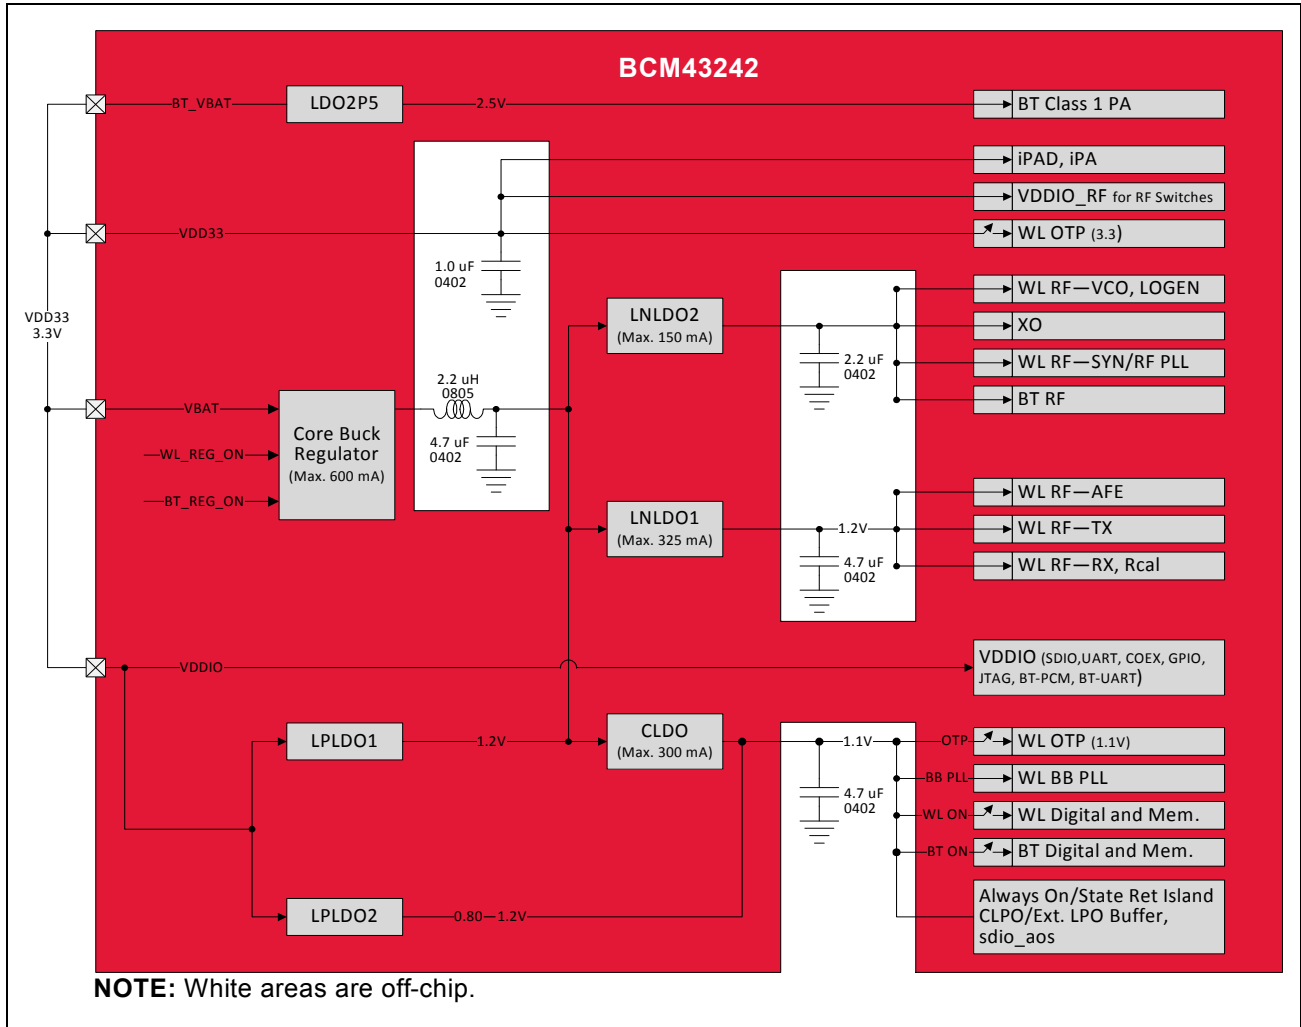 BCM43242
BT_VBAT
LDO2P5
2.5V
BT Class 1 PA
iPAD, iPA
VDDIO_RF for RF Switches
VDD33
WL OTP (3.3)
1.0 uF
0402
VDD33
3.3V
LNLDO2
(Max. 150 mA)
2.2 uF
0402
WL RF—VCO, LOGEN
XO
WL RF—SYN/RF PLL
BT RF
2.2 uH
0805
VBAT
WL_REG_ON
BT_REG_ON
Core Buck
Regulator
(Max. 600 mA)
4.7 uF
0402
LNLDO1
(Max. 325 mA)
1.2V
4.7 uF
0402
WL RF—AFE
WL RF—TX
WL RF—RX, Rcal
VDDIO
VDDIO (SDIO,UART, COEX, GPIO,
JTAG, BT-PCM, BT-UART)
LPLDO1
1.2V
CLDO
(Max. 300 mA)
1.1V
4.7 uF
0402
OTP
WL OTP (1.1V)
BB PLL
WL BB PLL
WL ON
WL Digital and Mem.
BT ON
BT Digital and Mem.
LPLDO2
0.80—1.2V
Always On/State Ret Island
CLPO/Ext. LPO Buffer,
sdio_aos
NOTE: White areas are off-chip.